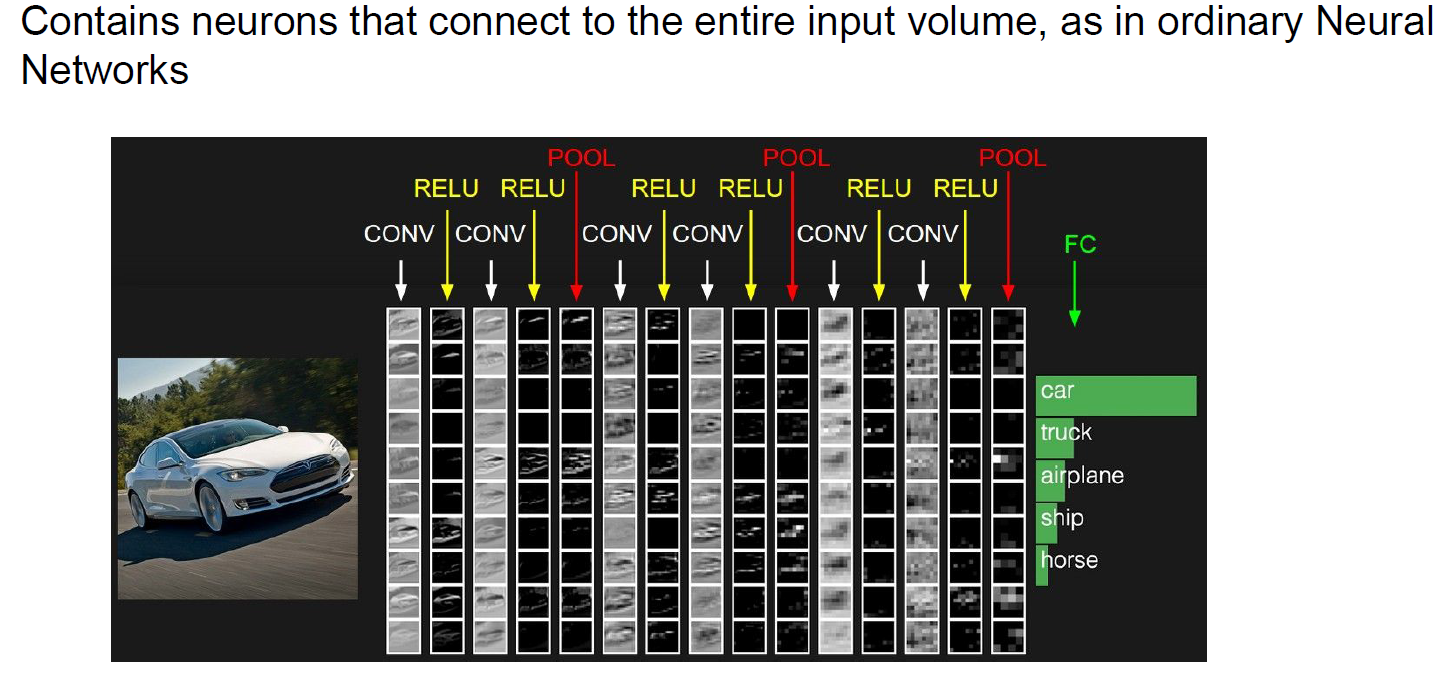 Contains neurons that connect to the entire input volume, as in ordinary Neural
Networks
POOL POOL POOL
RELU RELU RELU RELU RELU RELU
CONV CONV CONV CONV CONV CONV
FC
car
truck
airplane
ship
horse